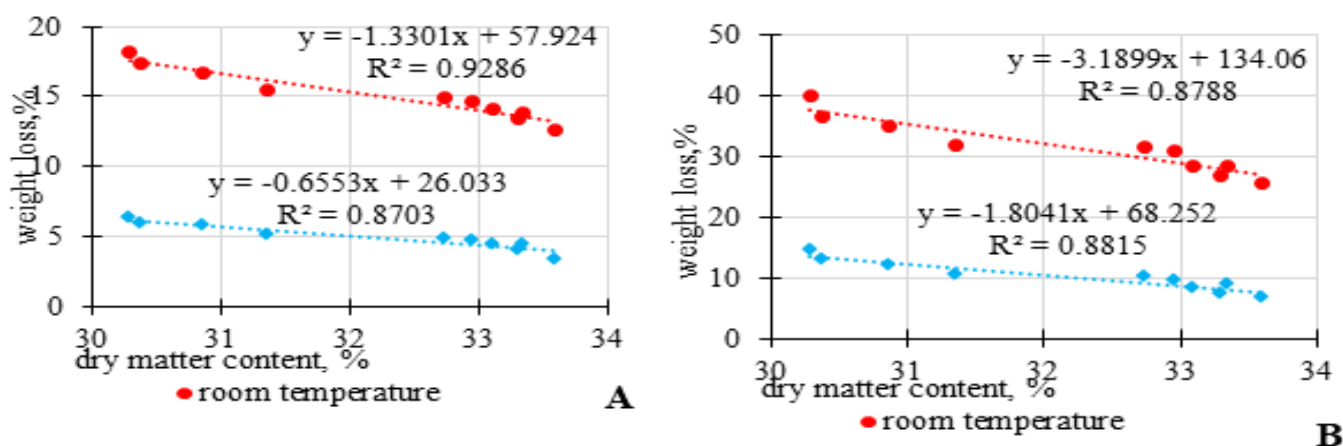 20
15
10
5
0
weight loss,%
y = -1.3301x + 57.924
R² = 0.9286
y = -0.6553x + 26.033
R² = 0.8703
30 31 32 33 34
dry matter content, %
room temperature
A
50
40
30
20
10
0
weight loss,%
y = -3.1899x + 134.06
R² = 0.8788
y = -1.8041x + 68.252
R² = 0.8815
30 31 32 33 34
dry matter content, %
room temperature
B